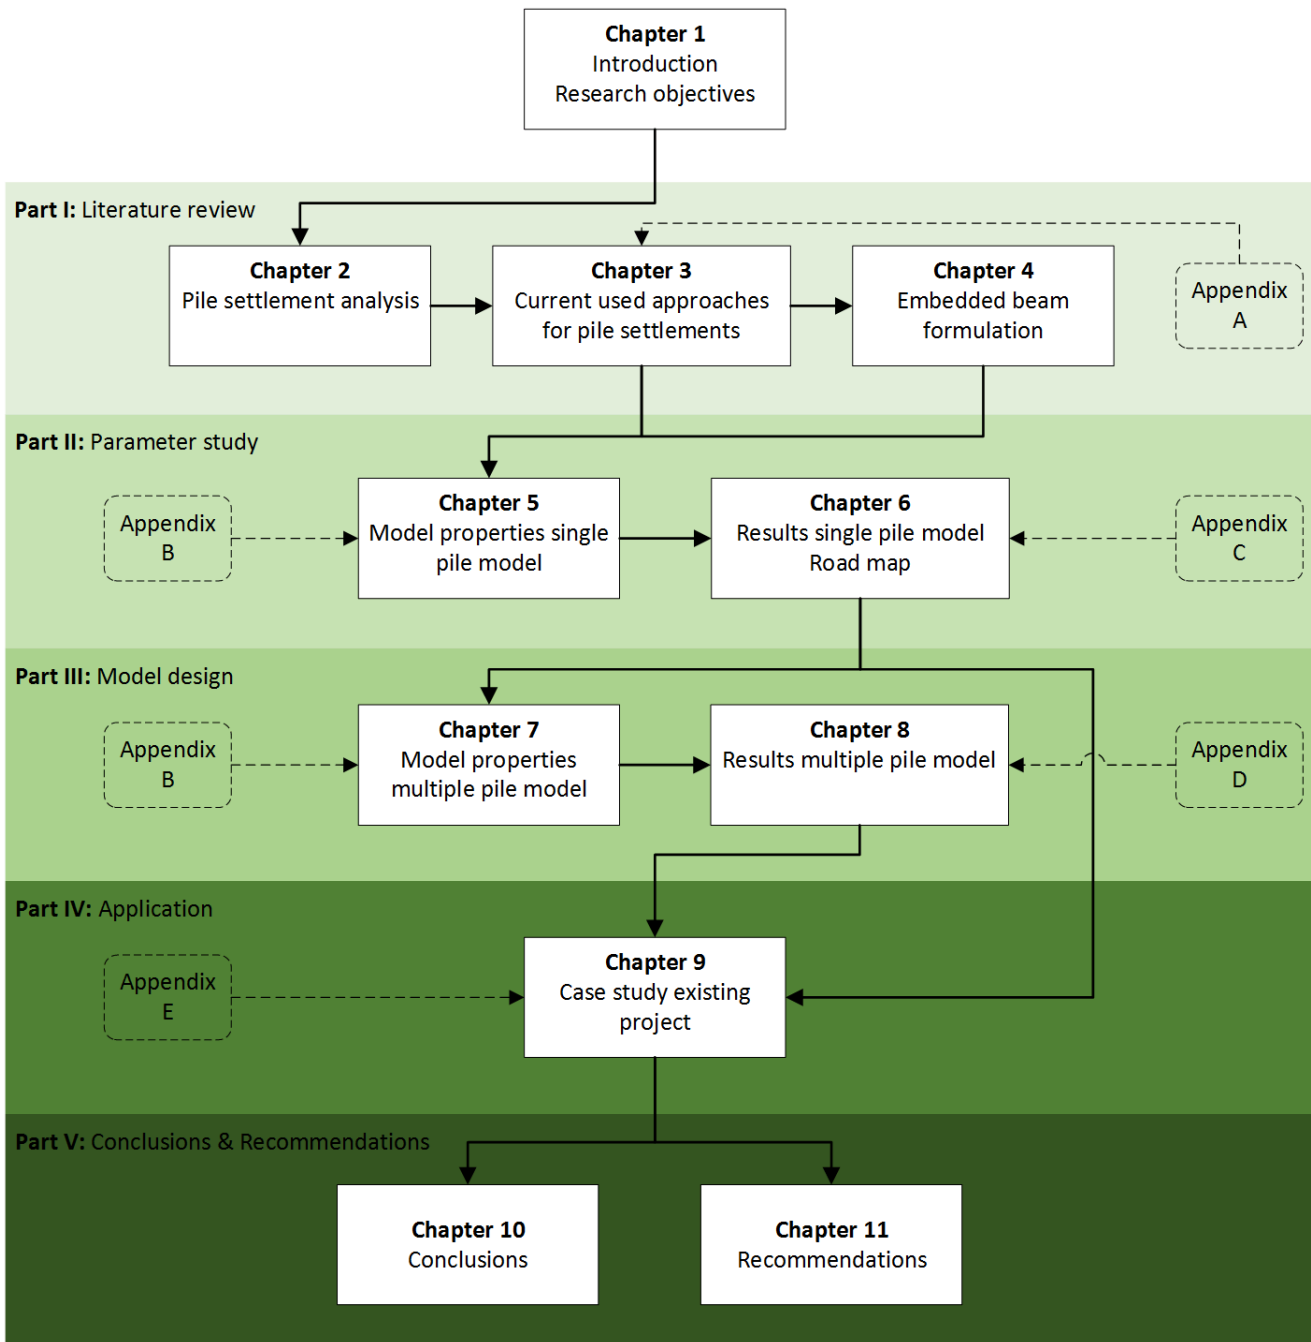 Chapter 1
Introduction
Research objectives
Part I: Literature review
Chapter 2
Pile settlement analysis
Chapter 3
Current used approaches
for pile settlements
Chapter 4
Embedded beam
formulation
Appendix
A
Part II: Parameter study
Appendix
B
Chapter 5
Model properties single
pile model
Chapter 6
Results single pile model
Road map
Appendix
C
Part III: Model design
Appendix
B
Chapter 7
Model properties
multiple pile model
Chapter 8
Results multiple pile model
Appendix
D
Part IV: Application
Appendix
E
Chapter 9
Case study existing
project
Part V: Conclusions & Recommendations
Chapter 10
Conclusions
Chapter 11
Recommendations